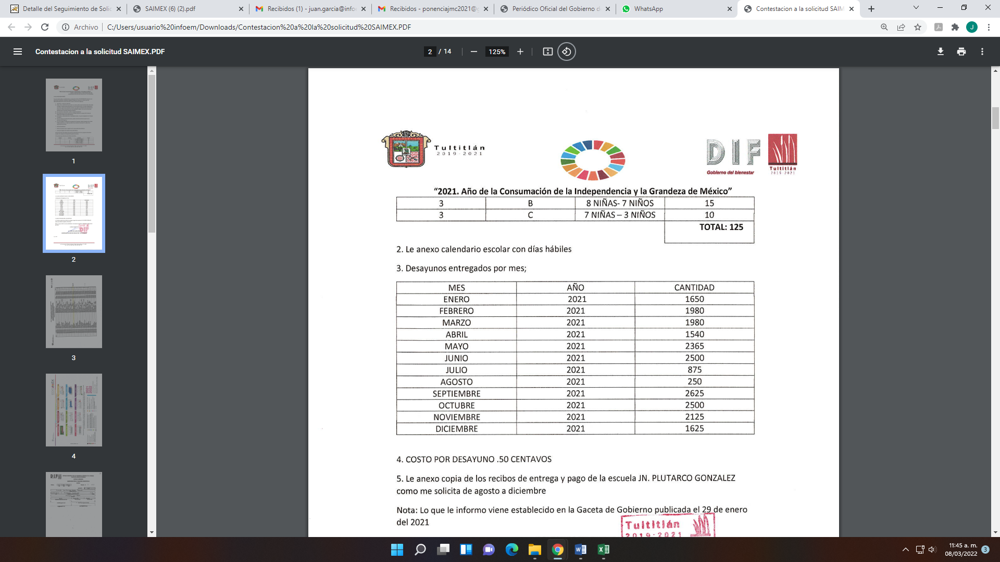 Detalle del Seguimiento de Solic
SAIMEX (6) (2).pdf
Recibidos (1) - juan.garcia@info
Recibidos - ponenciajmc2021@g
Periódico Oficial del Gobierno d
WhatsApp
Contestacion a la solicitud SAIM
Archivo
C:/Users/usuario%20infoem/Downloads/Contestacion%20a%20la%20solicitud%20SAIMEX.PDF
J
Contestacion a la solicitud SAIMEX.PDF
2 / 14
125%
1
2
3
4
Tultitlán
2019-2021
DIF
Gobierno del bienestar
Tultitlán
2019-2021
“2021. Año de la Consumación de la Independencia y la Grandeza de México”
3 B 8 NIÑAS- 7 NIÑOS 15
3 C 7 NIÑAS – 3 NIÑOS 10
TOTAL: 125
2. Le anexo calendario escolar con días hábiles
3. Desayunos entregados por mes;
MES AÑO CANTIDAD
ENERO 2021 1650
FEBRERO 2021 1980
MARZO 2021 1980
ABRIL 2021 1540
MAYO 2021 2365
JUNIO 2021 2500
JULIO 2021 875
AGOSTO 2021 250
SEPTIEMBRE 2021 2625
OCTUBRE 2021 2500
NOVIEMBRE 2021 2125
DICIEMBRE 2021 1625
4. COSTO POR DESAYUNO .50 CENTAVOS
5. Le anexo copia de los recibos de entrega y pago de la escuela JN. PLUTARCO GONZALEZ
como me solicita de agosto a diciembre
Nota: Lo que le informo viene establecido en la Gaceta de Gobierno publicada el 29 de enero
del 2021
Tultitlán
2019-2021
11:45 a. m.
08/03/2022
3